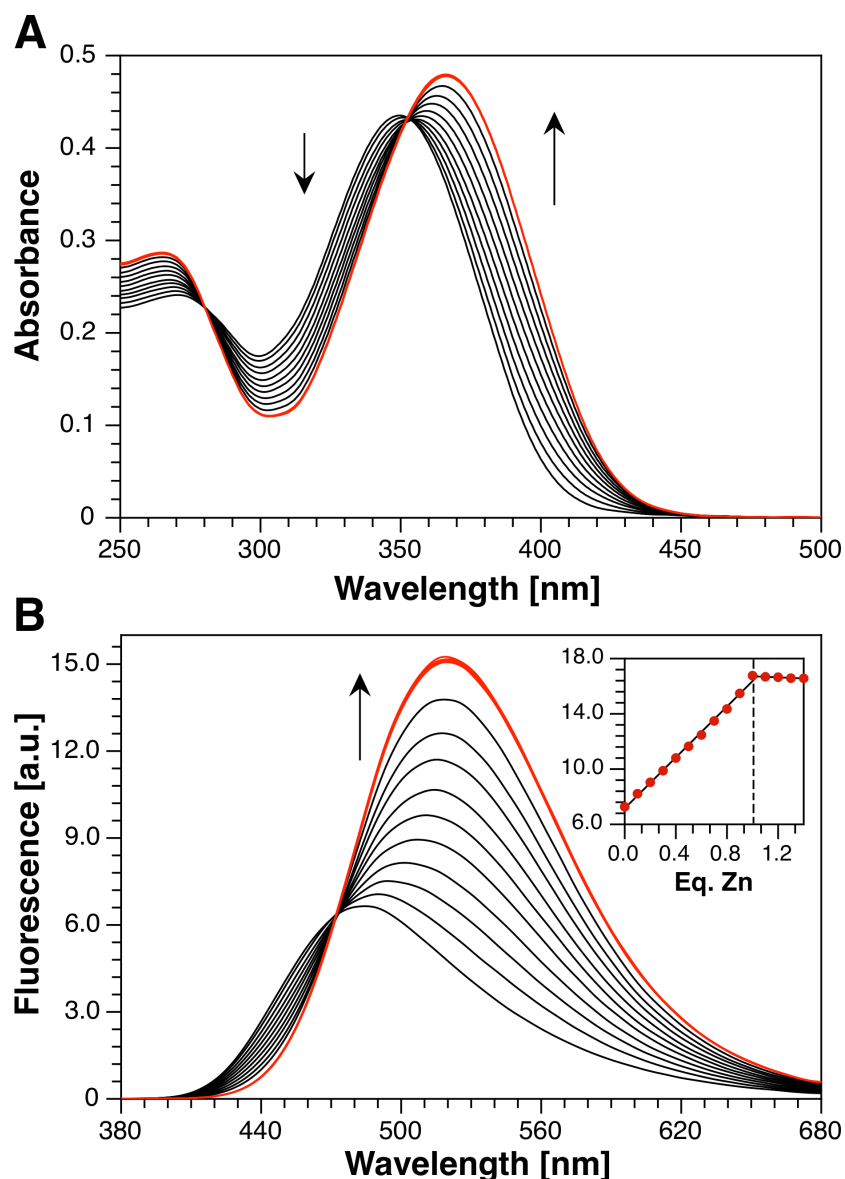 A
0.5
0.4
0.3
0.2
0.1
0
Absorbance
250 300 350 400 450 500
Wavelength [nm]
B
15.0
12.0
9.0
6.0
3.0
0
Fluorescence [a.u.]
18.0
14.0
10.0
6.0
0.0 0.4 0.8 1.2
Eq. Zn
380 440 500 560 620 680
Wavelength [nm]